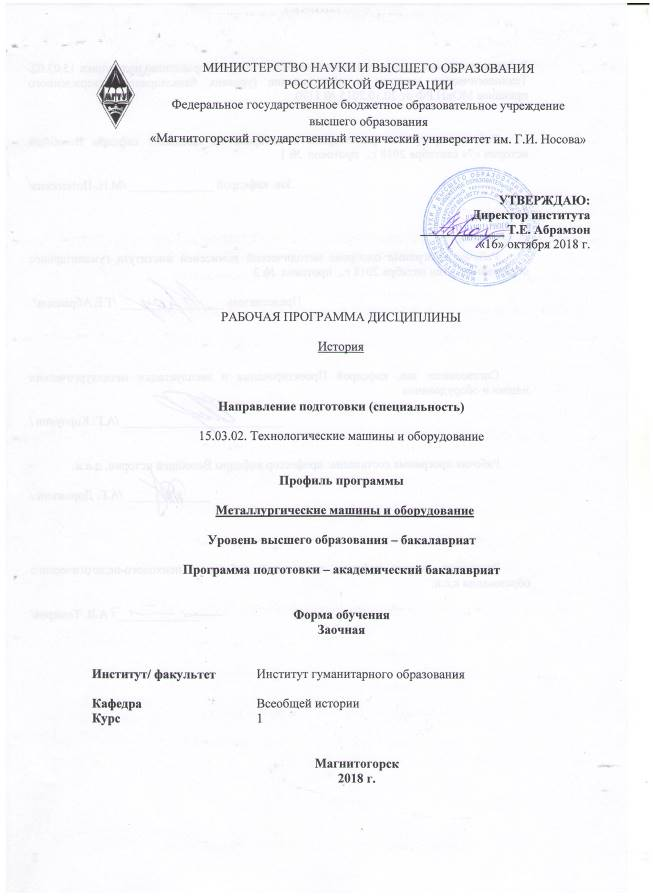 МИНИСТЕРСТВО НАУКИ И ВЫСШЕГО ОБРАЗОВАНИЯ
РОССИЙСКОЙ ФЕДЕРАЦИИ
Федеральное государственное бюджетное образовательное учреждение
высшего образования
«Магнитогорский государственный технический университет им. Г.И. Носова»
УТВЕРЖДАЮ:
Директор института
Т.Е. Абрамзон
«16» октября 2018 г.
РАБОЧАЯ ПРОГРАММА ДИСЦИПЛИНЫ
История
Направление подготовки (специальность)
15.03.02. Технологические машины и оборудование
Профиль программы
Металлургические машины и оборудование
Уровень высшего образования – бакалавриат
Программа подготовки – академический бакалавриат
Форма обучения
Заочная
Институт/ факультет Институт гуманитарного образования
Кафедра Всеобщей истории
Курс 1
Магнитогорск
2018 г.